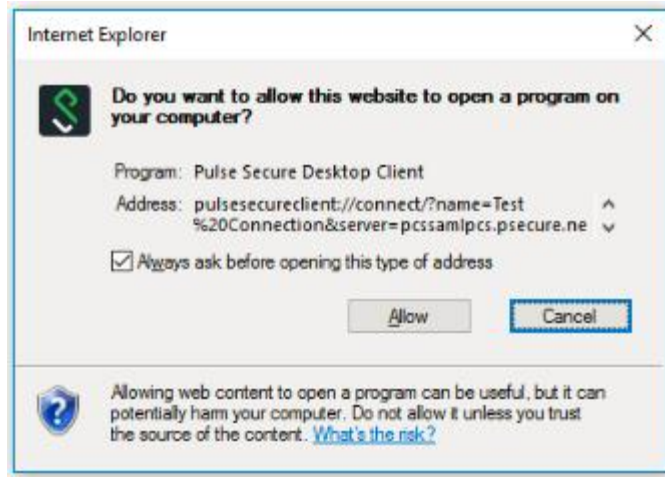 Internet Explorer
Do you want to allow this website to open a program on
your computer?
Program: Pulse Secure Desktop Client
Address: pulsesecureclient://connect/?name=Test
%20Connection&server=pcssamlpcs.psecure.ne
Always ask before opening this type of address
Allow
Cancel
Allowing web content to open a program can be useful, but it can
potentially harm your computer. Do not allow it unless you trust
the source of the content. What's the risk?